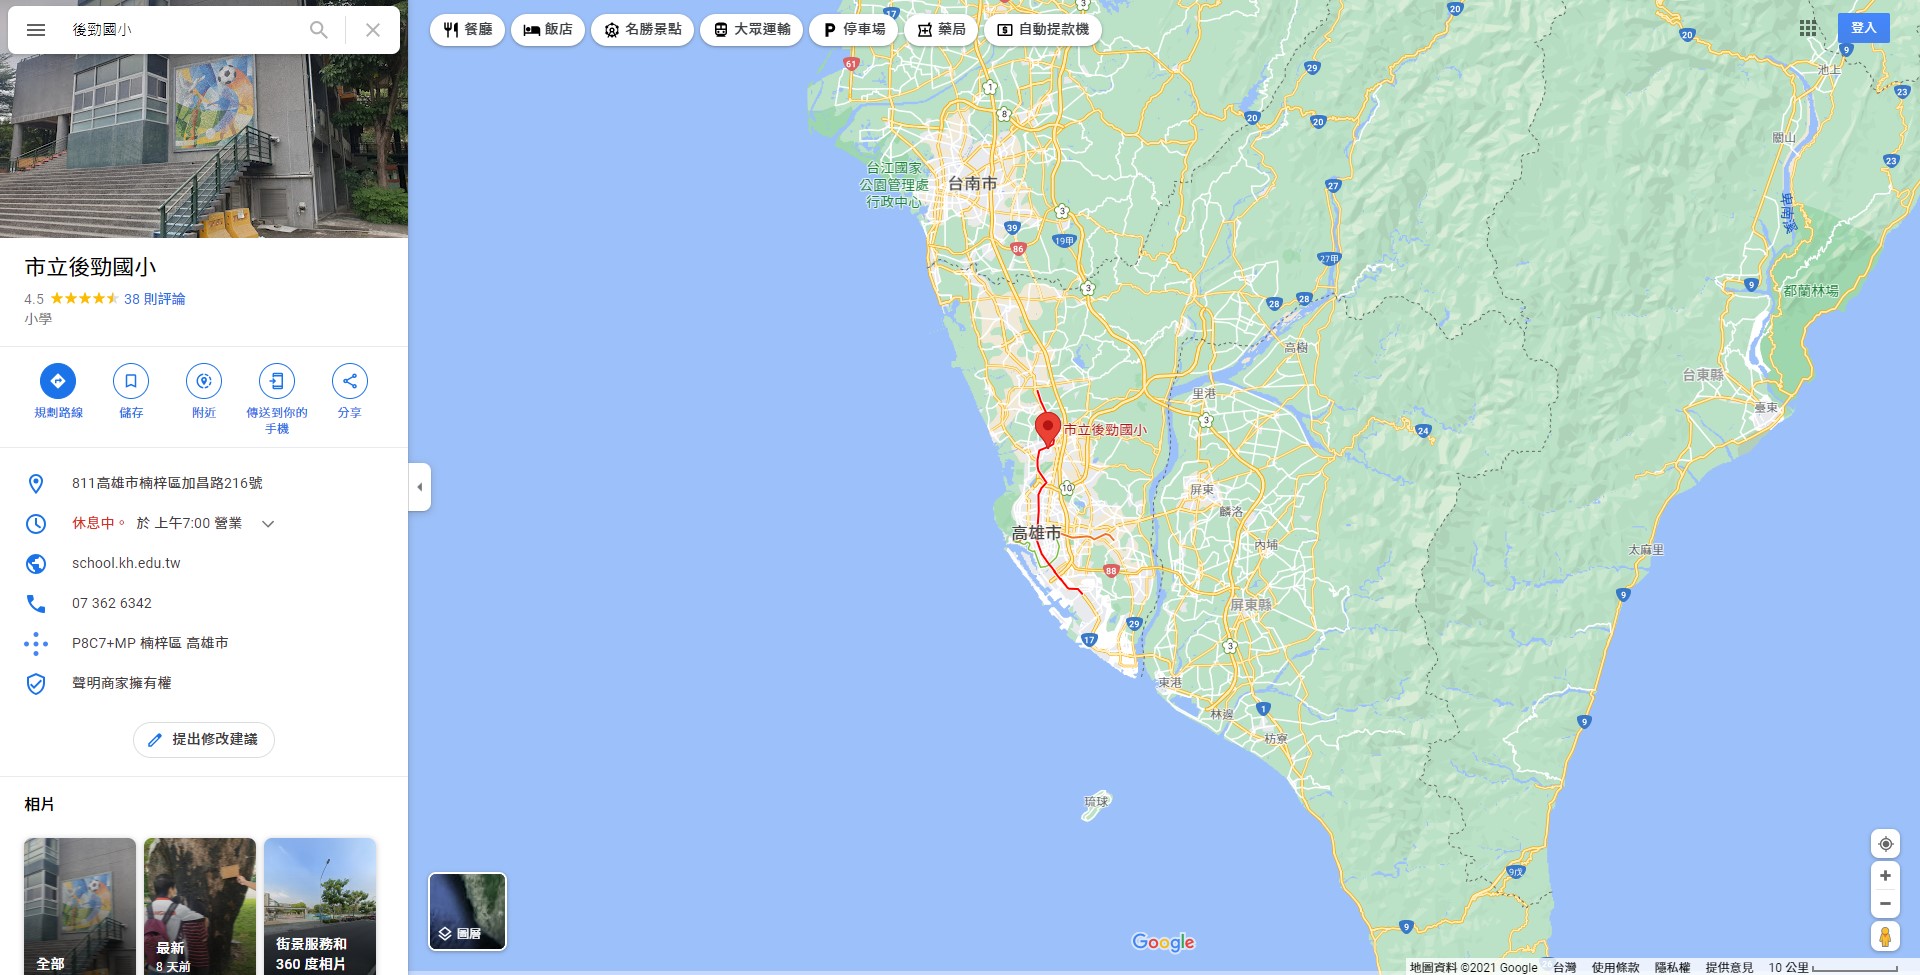 後勁國小
餐廳
飯店
名勝景點
大眾運輸
停車場
藥局
自動提款機
登入
市立後勁國小
4.5
38 則評論
小學
規劃路線
儲存
附近
傳送到你的
手機
分享
811高雄市楠梓區加昌路216號
休息中。 於 上午7:00 營業
school.kh.edu.tw
07 362 6342
P8C7+MP 楠梓區 高雄市
聲明商家擁有權
提出修改建議
相片
全部
最新
8 天前
街景服務和
360 度相片
圖層
3
17
20
20
9
池上
61
29
23
1
8
20
20
關山
23
台江國家
公園管理處
行政中心
台南市
27
3
卑南溪
39
19甲
86
27甲
3
28
28
9
都蘭林場
高樹
台東縣
里港
臺東
3
24
市立後勁國小
10
屏東
麟洛
高雄市
內埔
太麻里
88
9
屏東縣
29
17
3
東港
林邊
1
9
枋寮
琉球
9戊
9
Google
地圖資料 ©2021 Google
台灣
使用條款
隱私權
提供意見
10 公里